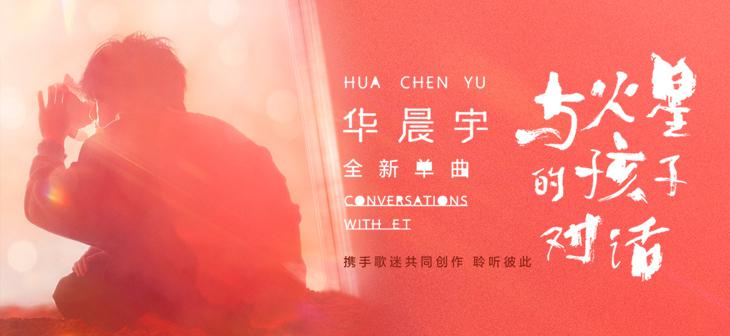 HUA CHEN YU
华晨宇
全新单曲
CONVERSATIONS
WITH ET
携手歌迷共同创作 聆听彼此
与火星
的孩子
对话